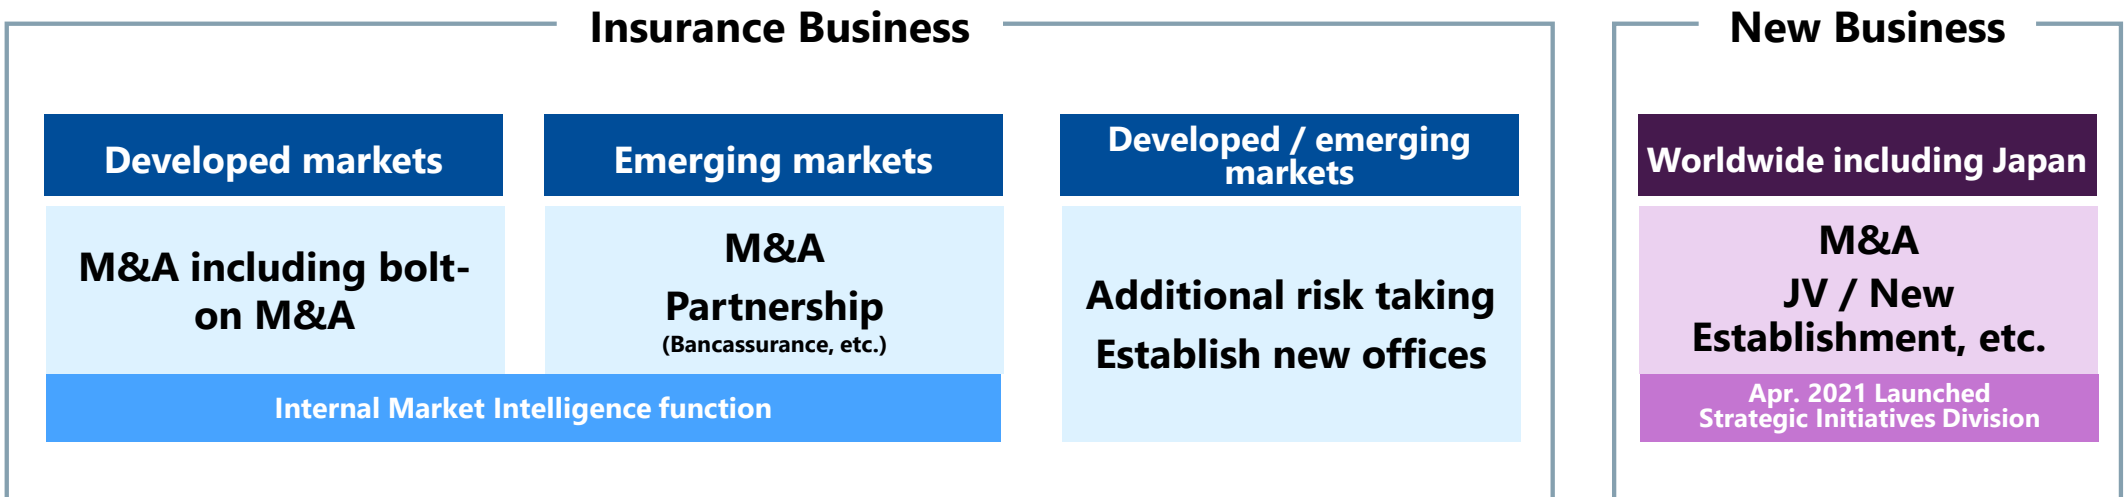 Insurance Business
New Business
Developed markets
Emerging markets
Developed / emerging
markets
Worldwide including Japan
M&A including bolt-
on M&A
M&A
Partnership
(Bancassurance, etc.)
Additional risk taking
Establish new offices
M&A
JV / New
Establishment, etc.
Internal Market Intelligence function
Apr. 2021 Launched
Strategic Initiatives Division